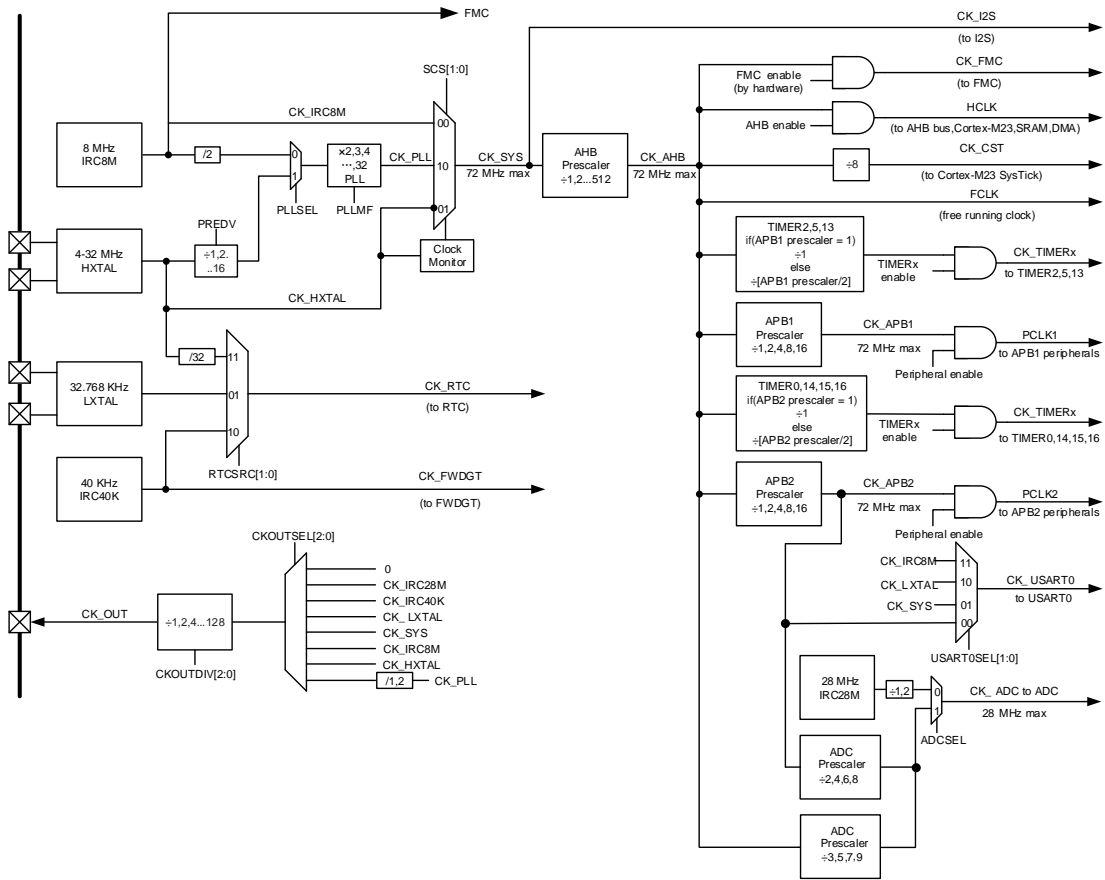 FMC
CK_I2S
(to I2S)
SCS[1:0]
FMC enable
(by hardware)
CK_FMC
(to FMC)
CK_IRC8M
00
AHB enable
HCLK
(to AHB bus,Cortex-M23,SRAM,DMA)
8 MHz
IRC8M
/2
0
1
PLLSEL
×2,3,4
…,32
PLL
PLLMF
CK_PLL
10
CK_SYS
72 MHz max
AHB
Prescaler
÷1,2...512
CK_AHB
72 MHz max
÷8
CK_CST
(to Cortex-M23 SysTick)
01
FCLK
(free running clock)
PREDV
4-32 MHz
HXTAL
÷1,2.
..16
Clock
Monitor
CK_HXTAL
TIMER2,5,13
if(APB1 prescaler = 1)
÷1
else
÷[APB1 prescaler/2]
TIMERx
enable
CK_TIMERx
to TIMER2,5,13
APB1
Prescaler
÷1,2,4,8,16
CK_APB1
72 MHz max
Peripheral enable
PCLK1
to APB1 peripherals
/32
11
32.768 KHz
LXTAL
01
CK_RTC
(to RTC)
10
RTCSRC[1:0]
TIMER0,14,15,16
if(APB2 prescaler = 1)
÷1
else
÷[APB2 prescaler/2]
TIMERx
enable
CK_TIMERx
to TIMER0,14,15,16
40 KHz
IRC40K
CK_FWDGT
(to FWDGT)
APB2
Prescaler
÷1,2,4,8,16
CK_APB2
72 MHz max
Peripheral enable
PCLK2
to APB2 peripherals
CKOUTSEL[2:0]
0
CK_IRC28M
CK_IRC40K
CK_LXTAL
CK_SYS
CK_IRC8M
CK_HXTAL
/1,2
CK_PLL
CK_OUT
÷1,2,4...128
CKOUTDIV[2:0]
CK_IRC8M
11
CK_LXTAL
10
CK_SYS
01
00
CK_USART0
to USART0
USART0SEL[1:0]
28 MHz
IRC28M
÷1,2
0
1
CK_ ADC to ADC
28 MHz max
ADCSEL
ADC
Prescaler
÷2,4,6,8
ADC
Prescaler
÷3,5,7,9